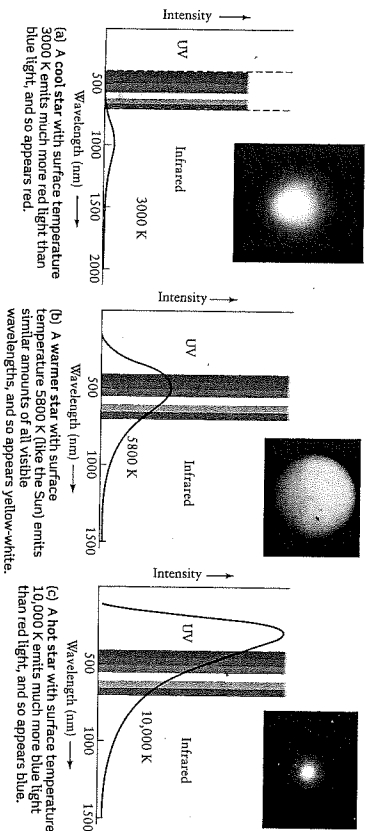 Intensity
UV
Infrared
3000 K
500
1000
1500
2000
Wavelength (nm)
(a) A cool star with surface temperature
3000 K emits much more red light than
blue light, and so appears red.
Intensity
UV
Infrared
5800 K
500
1000
1500
Wavelength (nm)
(b) A warmer star with surface
temperature 5800 K (like the Sun) emits
similar amounts of all visible
wavelengths, and so appears yellow-white.
Intensity
UV
Infrared
10,000 K
500
1000
1500
Wavelength (nm)
(c) A hot star with surface temperature
10,000 K emits much more blue light
than red light, and so appears blue.